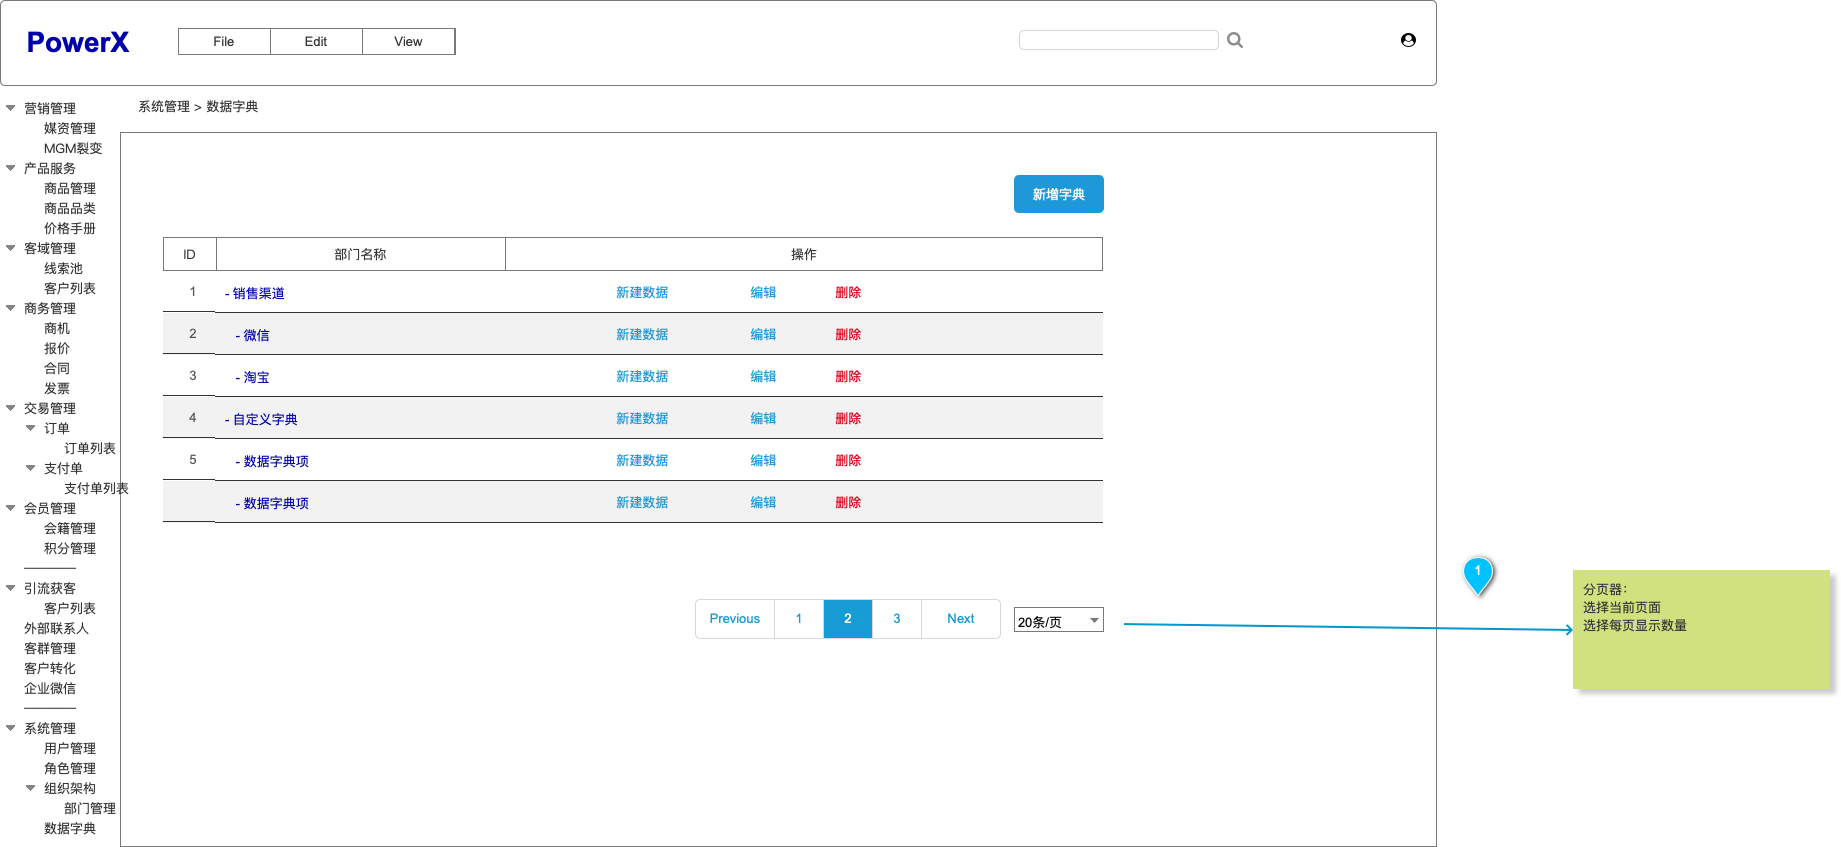 PowerX
File Edit View
系统管理 > 数据字典
营销管理
媒资管理
MGM裂变
产品服务
商品管理
商品品类
价格手册
客域管理
线索池
客户列表
商务管理
商机
报价
合同
发票
交易管理
订单
订单列表
支付单
支付单列表
会员管理
会籍管理
积分管理
引流获客
客户列表
外部联系人
客群管理
客户转化
企业微信
系统管理
用户管理
角色管理
组织架构
部门管理
数据字典
新增字典
ID 部门名称 操作
1 - 销售渠道 新建数据 编辑 删除
2 - 微信 新建数据 编辑 删除
3 - 淘宝 新建数据 编辑 删除
4 - 自定义字典 新建数据 编辑 删除
5 - 数据字典项 新建数据 编辑 删除
- 数据字典项 新建数据 编辑 删除
Previous 1 2 3 Next 20条/页
1
分页器：
选择当前页面
选择每页显示数量